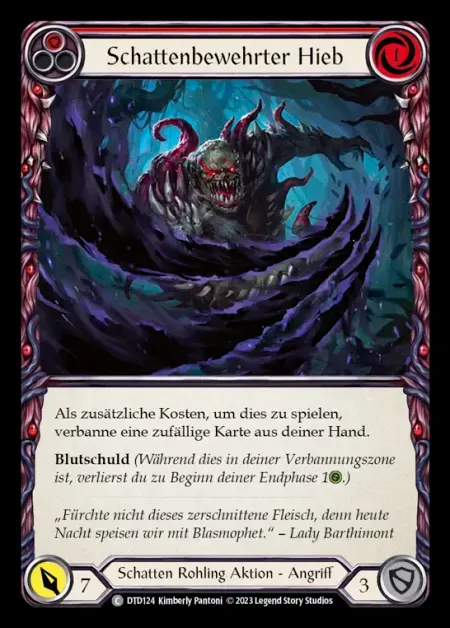 Schattenbewehrter Hieb
1
Als zusätzliche Kosten, um dies zu spielen,
verbanne eine zufällige Karte aus deiner Hand.
Blutschuld (Während dies in deiner Verbannungszone
ist, verlierst du zu Beginn deiner Endphase 1.)
„Fürchte nicht dieses zerschnittene Fleisch, denn heute
Nacht speisen wir mit Blasmophet.“ – Lady Barthimont
7
Schatten Rohling Aktion - Angriff
3
C DTD124 Kimberly Pantoni © 2023 Legend Story Studios